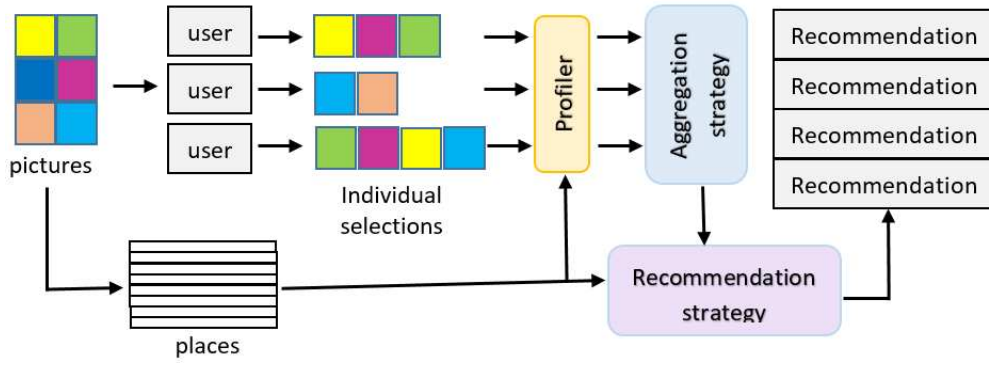 pictures
user
user
user
Individual
selections
Profiler
Aggregation
strategy
Recommendation
Recommendation
Recommendation
Recommendation
places
Recommendation
strategy